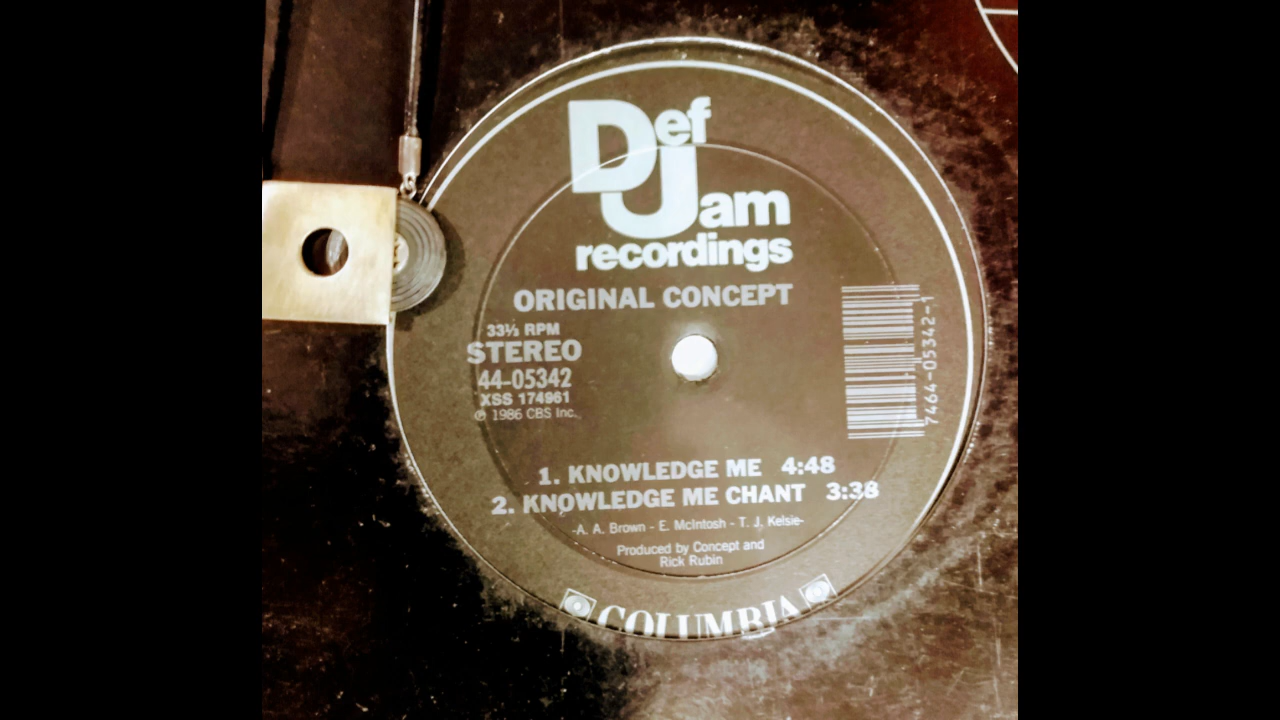 Def
Jam
recordings
ORIGINAL CONCEPT
33⅓ RPM
STEREO
44-05342
XSS 174961
℗ 1986 CBS Inc.
7464-05342-1
1. KNOWLEDGE ME 4:48
2. KNOWLEDGE ME CHANT 3:38
-A. A. Brown - E. McIntosh - T. J. Kelsie-
Produced by Concept and
Rick Rubin
COLUMBIA